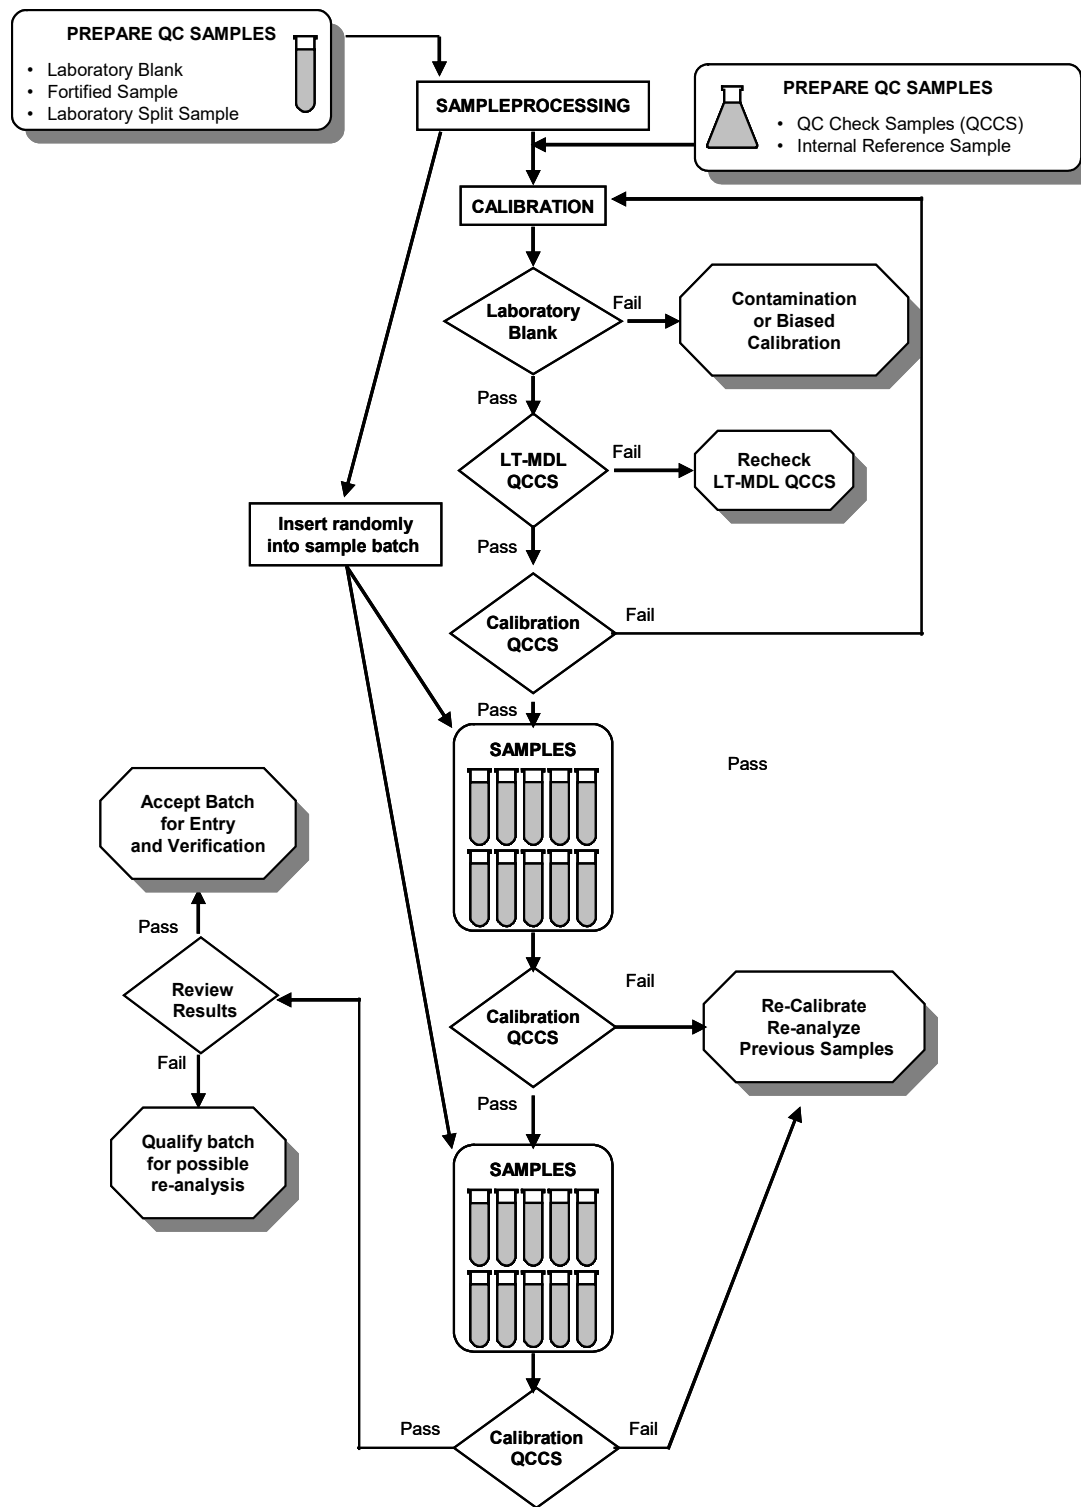 PREPARE QC SAMPLES
• Laboratory Blank
• Fortified Sample
• Laboratory Split Sample
SAMPLEPROCESSING
PREPARE QC SAMPLES
• QC Check Samples (QCCS)
• Internal Reference Sample
CALIBRATION
Laboratory
Blank
Fail
Contamination
or Biased
Calibration
Pass
LT-MDL
QCCS
Fail
Recheck
LT-MDL QCCS
Insert randomly
into sample batch
Pass
Calibration
QCCS
Fail
Pass
SAMPLES
Pass
Accept Batch
for Entry
and Verification
Pass
Review
Results
Fail
Qualify batch
for possible
re-analysis
Calibration
QCCS
Fail
Re-Calibrate
Re-analyze
Previous Samples
Pass
SAMPLES
Pass
Calibration
QCCS
Fail